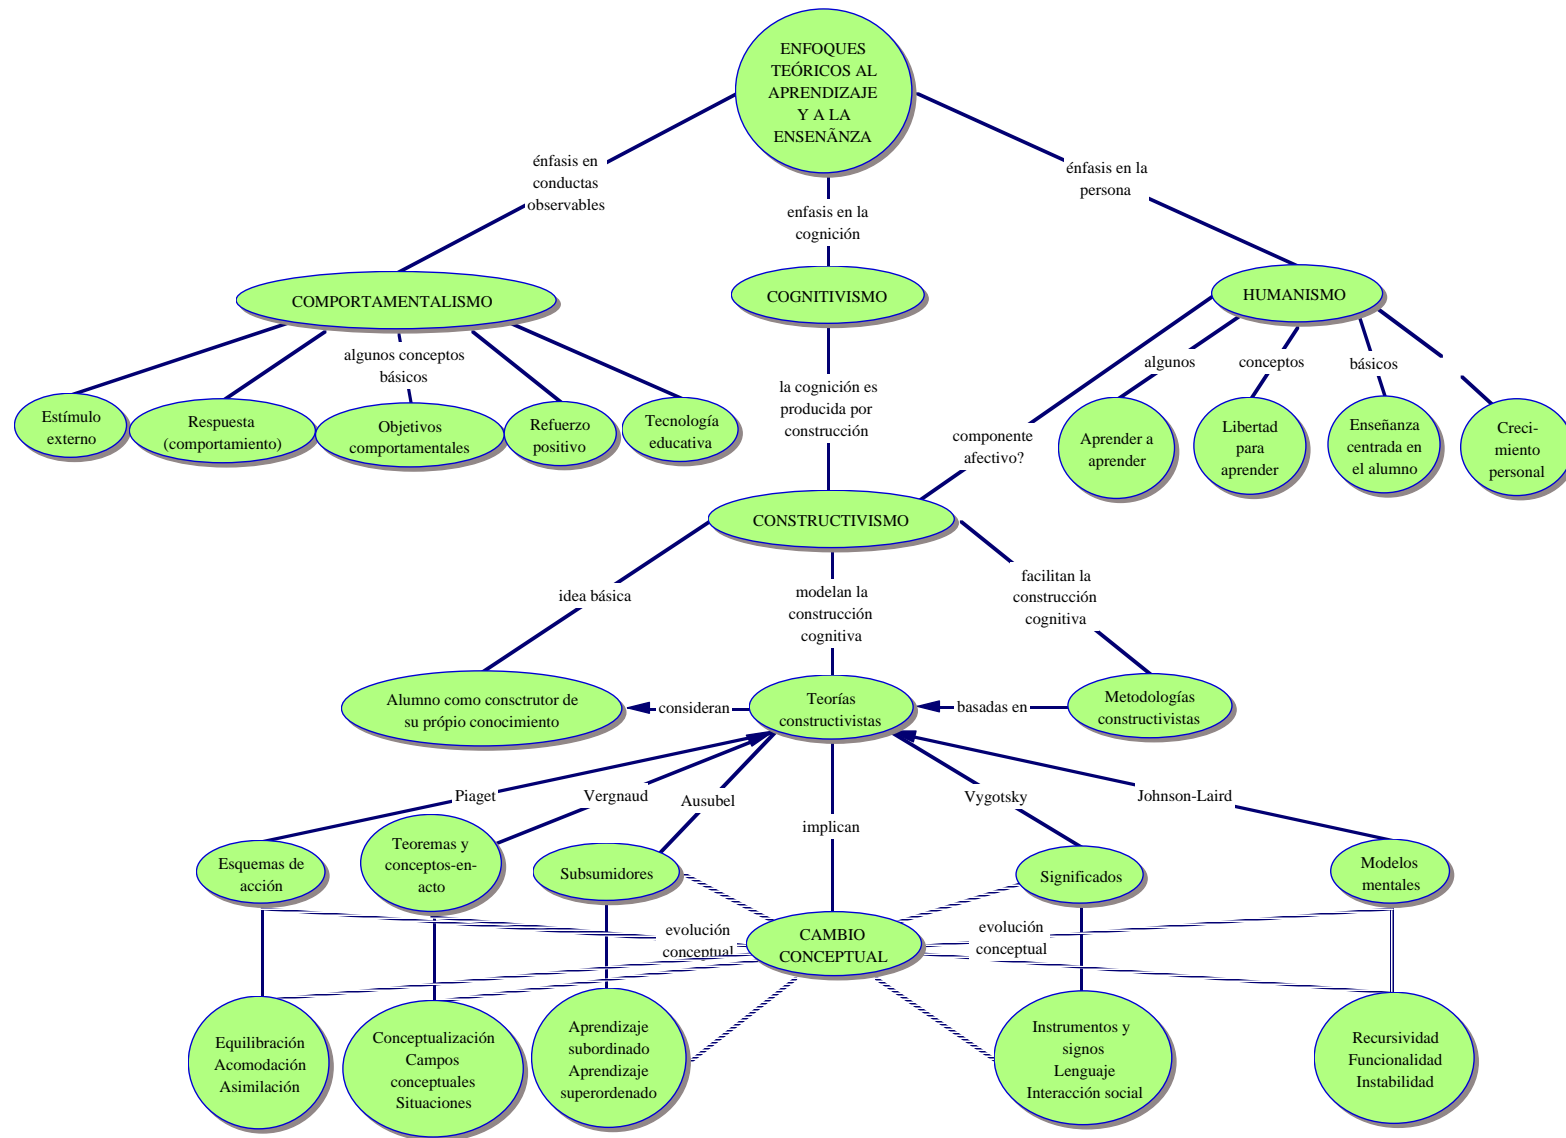 ENFOQUES
TEÓRICOS AL
APRENDIZAJE
Y A LA
ENSENÃNZA
énfasis en
conductas
observables
enfasis en la
cognición
énfasis en la
persona
COMPORTAMENTALISMO
COGNITIVISMO
HUMANISMO
algunos conceptos
básicos
algunos
conceptos
básicos
la cognición es
producida por
construcción
componente
afectivo?
Estímulo
externo
Respuesta
(comportamiento)
Objetivos
comportamentales
Refuerzo
positivo
Tecnología
educativa
Aprender a
aprender
Libertad
para
aprender
Enseñanza
centrada en
el alumno
Creci-
miento
personal
CONSTRUCTIVISMO
idea básica
modelan la
construcción
cognitiva
facilitan la
construcción
cognitiva
Alumno como consctrutor de
su própio conocimiento
consideran
Teorías
constructivistas
basadas en
Metodologías
constructivistas
Piaget
Vergnaud
Ausubel
implican
Vygotsky
Johnson-Laird
Esquemas de
acción
Teoremas y
conceptos-en-
acto
Subsumidores
Significados
Modelos
mentales
evolución
conceptual
CAMBIO
CONCEPTUAL
evolución
conceptual
Equilibración
Acomodación
Asimilación
Conceptualización
Campos
conceptuales
Situaciones
Aprendizaje
subordinado
Aprendizaje
superordenado
Instrumentos y
signos
Lenguaje
Interacción social
Recursividad
Funcionalidad
Instabilidad